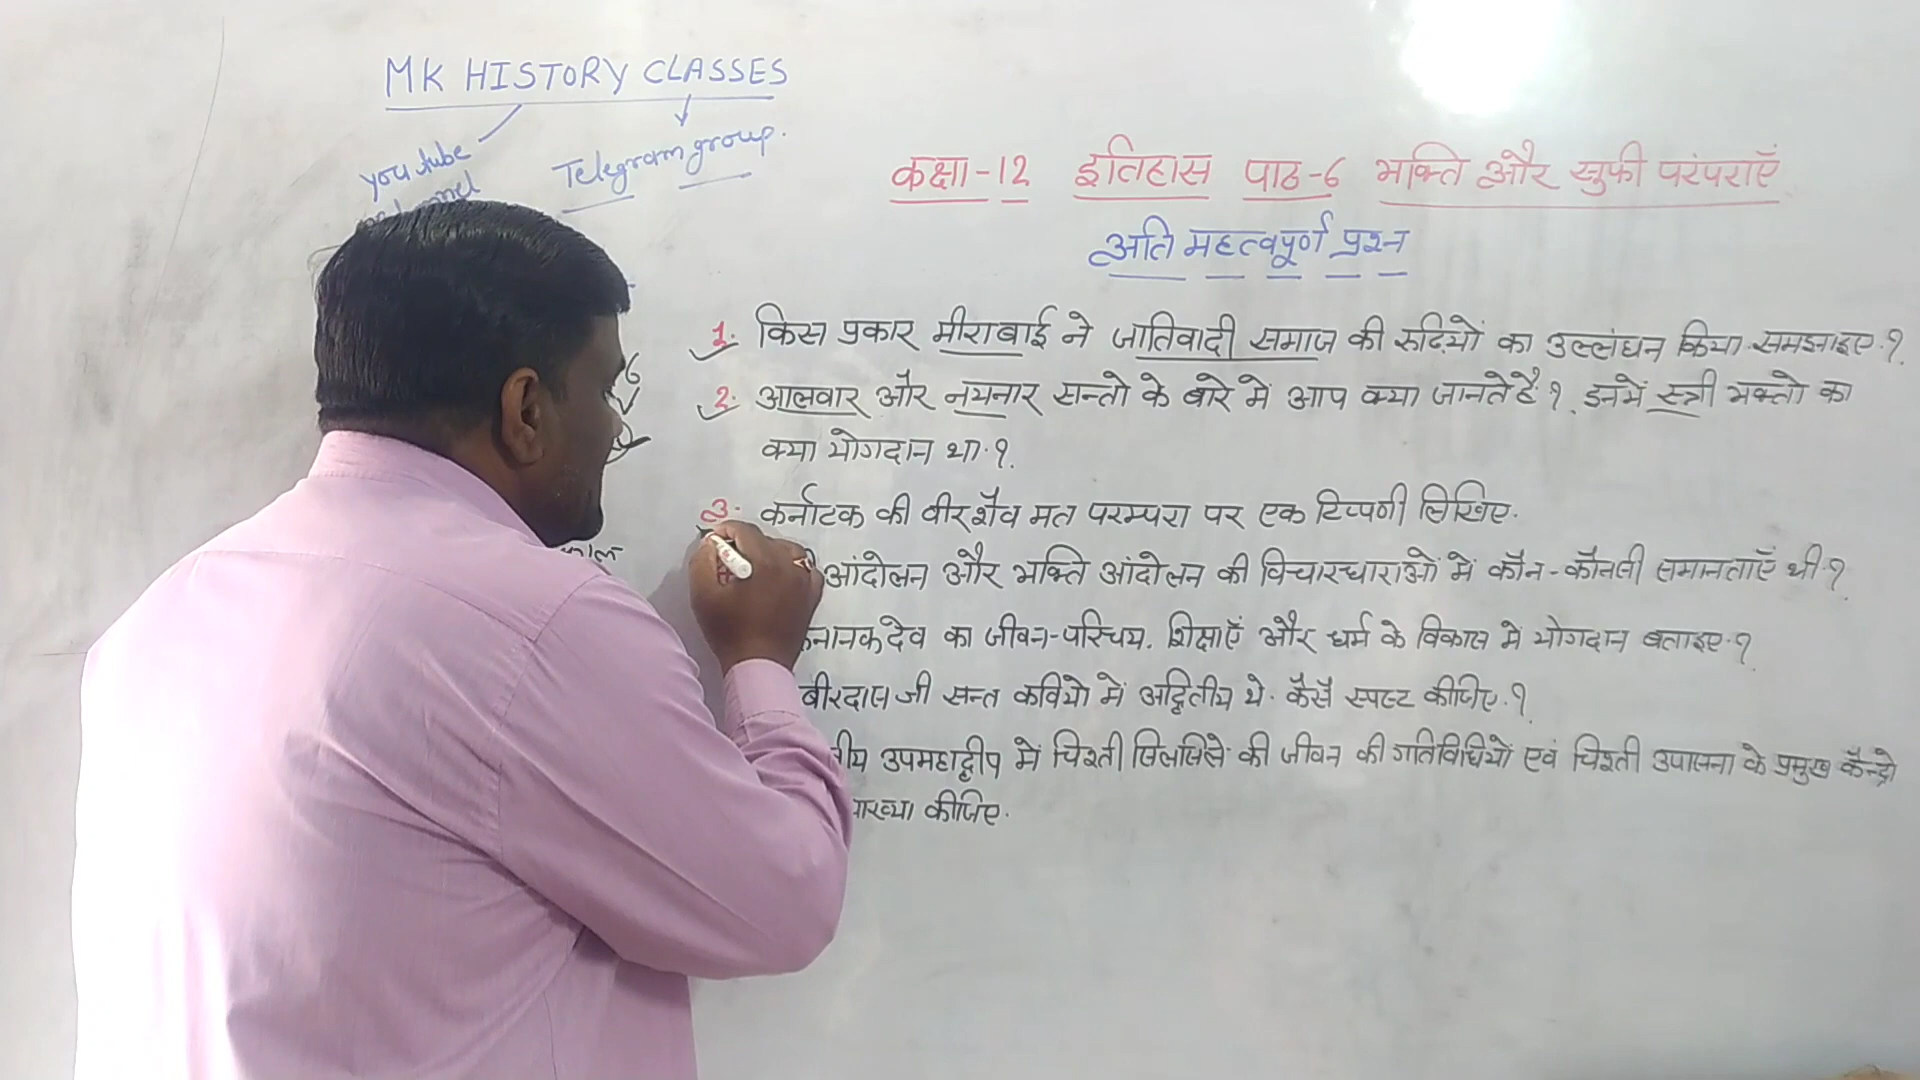 MK HISTORY CLASSES
you tube
Telegram group.
कक्षा-12 इतिहास पाठ-6 भक्ति और सुफी परंपराएँ
अति महत्वपूर्ण प्रश्न
1. किस प्रकार मीराबाई ने जातिवादी समाज की रूढ़ियों का उल्लंघन किया. समझाइए.?
2. आलवार और नयनार सन्तो के बारे में आप क्या जानते हैं? इनमें स्त्री भक्तो का
क्या योगदान था.?
3. कर्नाटक की वीर शैव मत परम्परा पर एक टिप्पणी लिखिए.
आंदोलन और भक्ति आंदोलन की विचारधाराओं में कौन-कौनसी समानताएँ थी.?
नानकदेव का जीवन-परिचय. शिक्षाएँ और धर्म के विकास में योगदान बताइए.?
बीरदास जी सन्त कवियो में अद्वितीय थे. कैसे स्पष्ट कीजिए.?
तीय उपमहाद्वीप में चिश्ती सिलसिले की जीवन की गतिविधियों एवं चिश्ती उपासना के प्रमुख केन्द्रो
याख्या कीजिए.